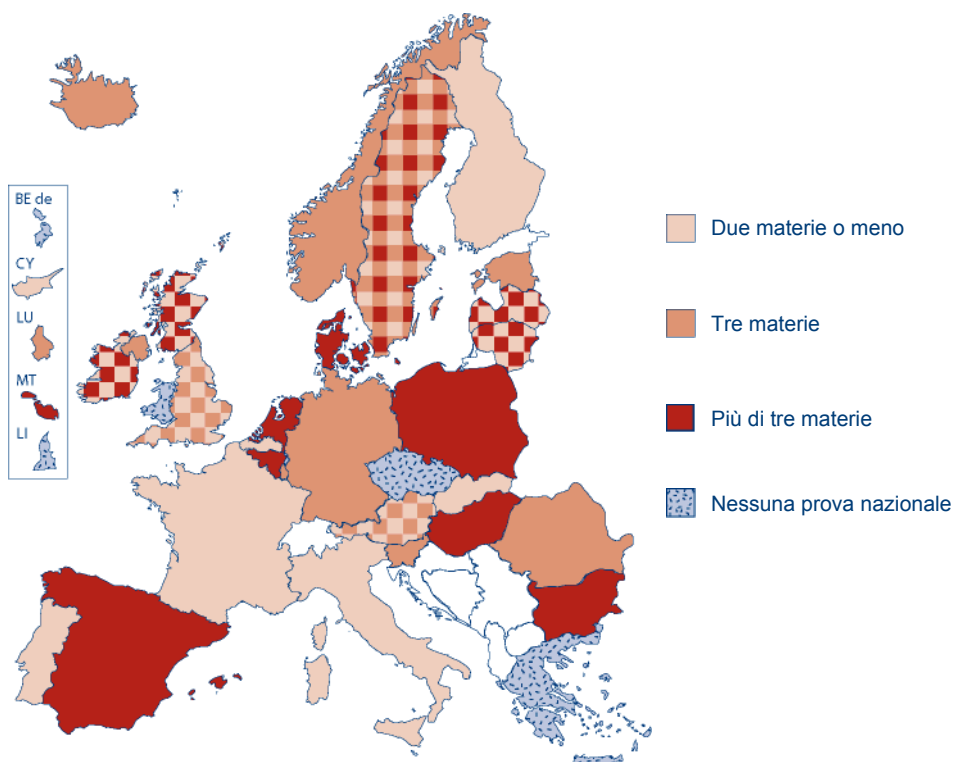 BE de
CY
LU
MT
LI
Due materie o meno
Tre materie
Più di tre materie
Nessuna prova nazionale